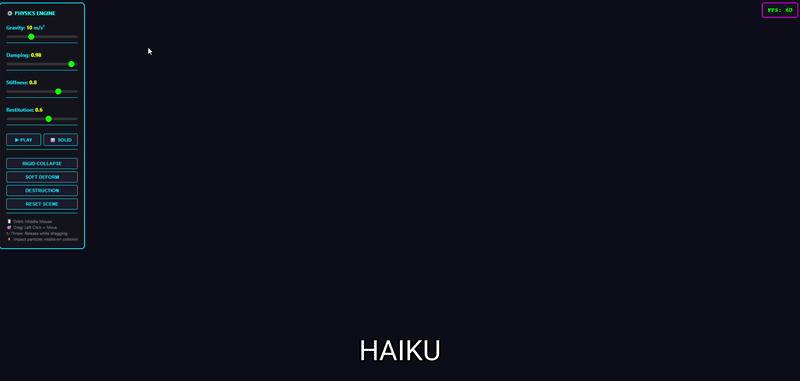 PHYSICS ENGINE
FPS: 60
Gravity: 10 m/s²
Damping: 0.98
Stiffness: 0.8
Restitution: 0.6
▶ PLAY
SOLID
RIGID COLLAPSE
SOFT DEFORM
DESTRUCTION
RESET SCENE
Orbit: Middle Mouse
Drag: Left Click + Move
Throw: Release while dragging
Impact particles visible on collision
HAIKU